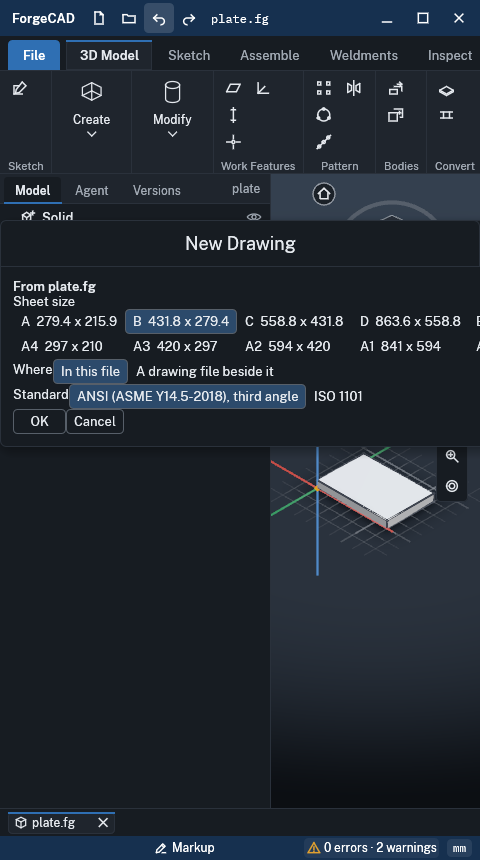 ForgeCAD plate.fg
File 3D Model Sketch Assemble Weldments Inspect
Create Modify
Sketch Work Features Pattern Bodies Convert
Model Agent Versions plate
Solid
New Drawing
From plate.fg
Sheet size
A 279.4 x 215.9 B 431.8 x 279.4 C 558.8 x 431.8 D 863.6 x 558.8
A4 297 x 210 A3 420 x 297 A2 594 x 420 A1 841 x 594
Where In this file A drawing file beside it
Standard ANSI (ASME Y14.5-2018), third angle ISO 1101
OK Cancel
plate.fg
Markup 0 errors · 2 warnings mm